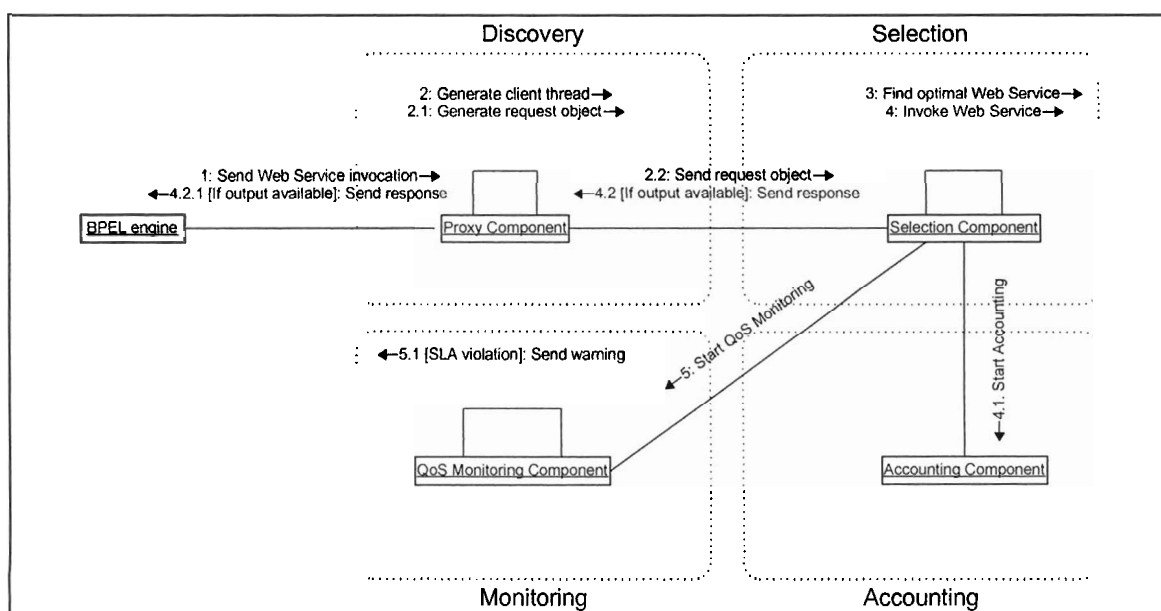 Discovery
Selection
2: Generate client thread
2.1: Generate request object
3: Find optimal Web Service
4: Invoke Web Service
1: Send Web Service invocation
4.2.1 [If output available]: Send response
2.2: Send request object
4.2 [If output available]: Send response
BPEL engine
Proxy Component
Selection Component
5: Start QoS Monitoring
4.1. Start Accounting
5.1 [SLA violation]: Send warning
QoS Monitoring Component
Accounting Component
Monitoring
Accounting